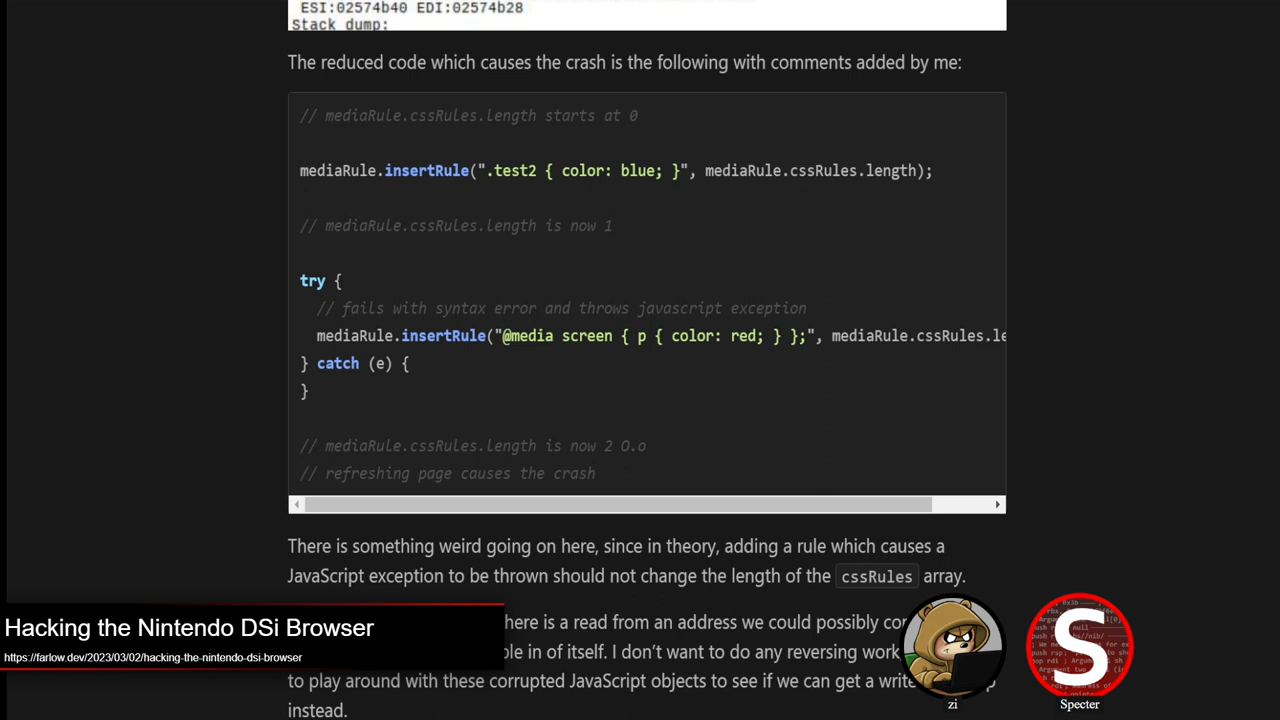 ESI:02574b40 EDI:02574b28
Stack dump:
The reduced code which causes the crash is the following with comments added by me:
// mediaRule.cssRules.length starts at 0
mediaRule.insertRule(".test2 { color: blue; }", mediaRule.cssRules.length);
// mediaRule.cssRules.length is now 1
try {
// fails with syntax error and throws javascript exception
mediaRule.insertRule("@media screen { p { color: red; } };", mediaRule.cssRules.le
} catch (e) {
}
// mediaRule.cssRules.length is now 2 O.o
// refreshing page causes the crash
There is something weird going on here, since in theory, adding a rule which causes a
JavaScript exception to be thrown should not change the length of the cssRules array.
here is a read from an address we could possibly co
in of itself. I don't want to do any reversing work
to play around with these corrupted JavaScript objects to see if we can get a write
instead.
Hacking the Nintendo DSi Browser
https://farlow.dev/2023/03/02/hacking-the-nintendo-dsi-browser
zi
S
Specter